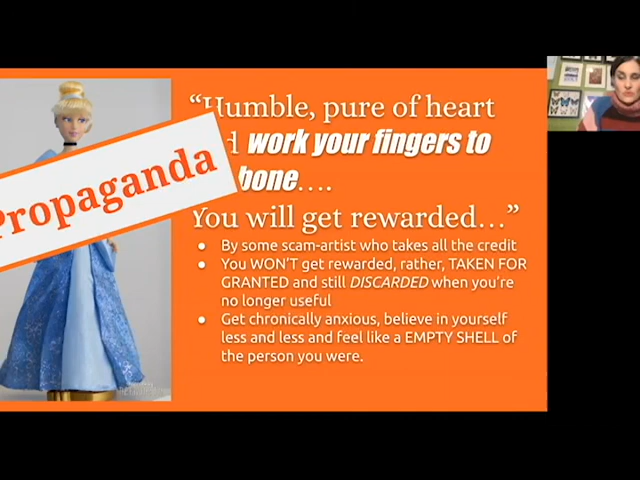 “Humble, pure of heart
work your fingers to
bone….
You will get rewarded…”
Propaganda
● By some scam-artist who takes all the credit
● You WON’T get rewarded, rather, TAKEN FOR
GRANTED and still DISCARDED when you’re
no longer useful
● Get chronically anxious, believe in yourself
less and less and feel like a EMPTY SHELL of
the person you were.